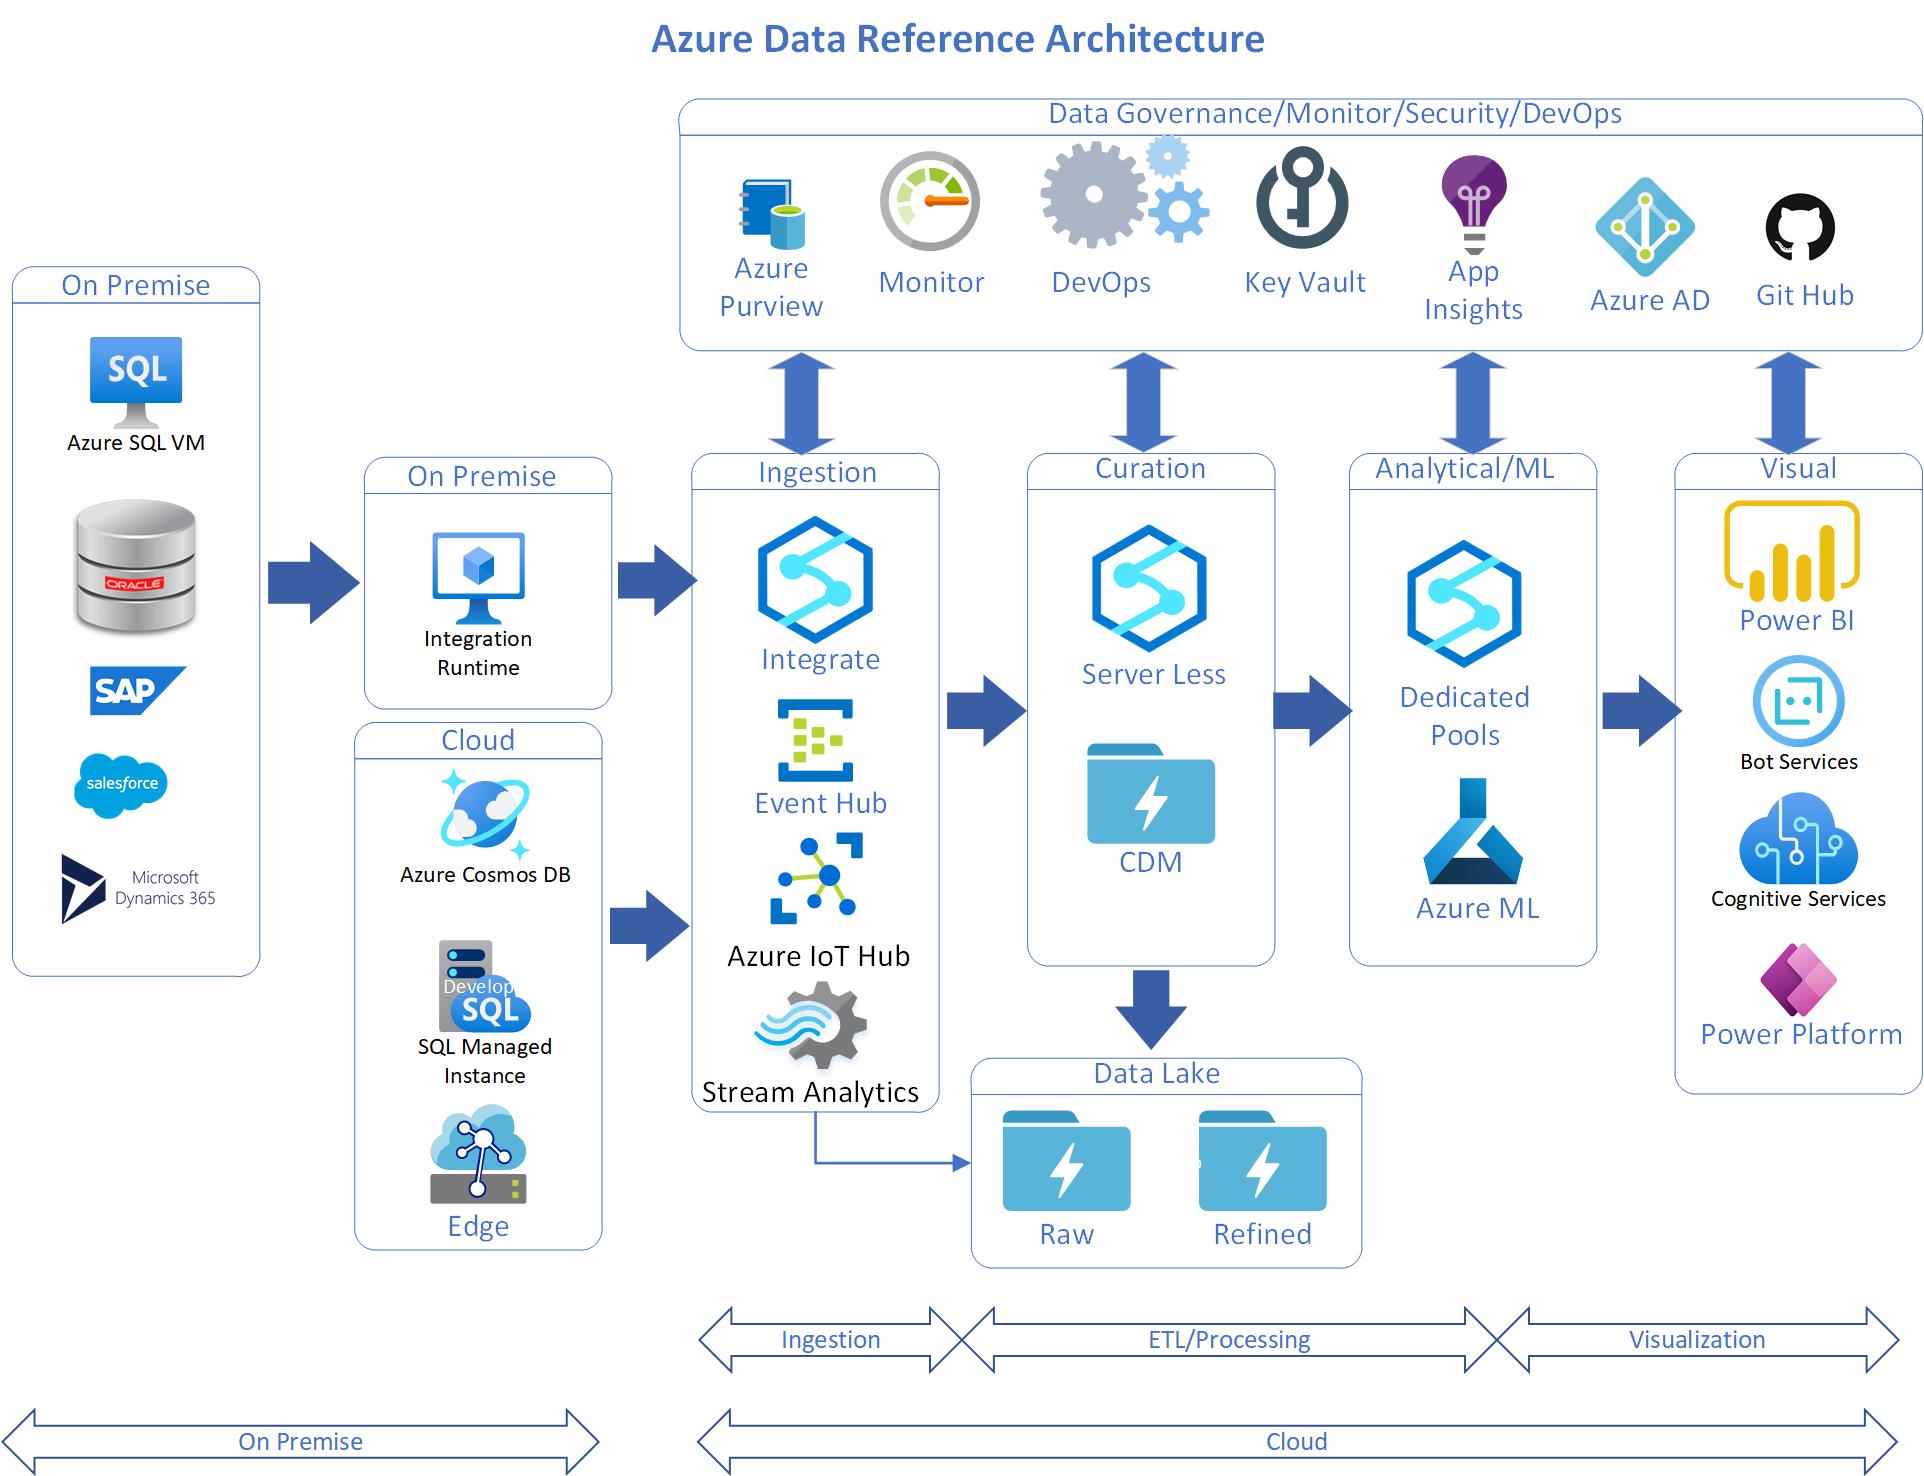 Azure Data Reference Architecture
Data Governance/Monitor/Security/DevOps
Azure
Purview
Monitor
DevOps
Key Vault
App
Insights
Azure AD
Git Hub
On Premise
SQL
Azure SQL VM
ORACLE
SAP
salesforce
Microsoft
Dynamics 365
On Premise
Integration
Runtime
Cloud
Azure Cosmos DB
Develop
SQL
SQL Managed
Instance
Edge
Ingestion
Integrate
Event Hub
Azure IoT Hub
Stream Analytics
Curation
Server Less
CDM
Analytical/ML
Dedicated
Pools
Azure ML
Visual
Power BI
Bot Services
Cognitive Services
Power Platform
Data Lake
Raw
Refined
Ingestion
ETL/Processing
Visualization
On Premise
Cloud